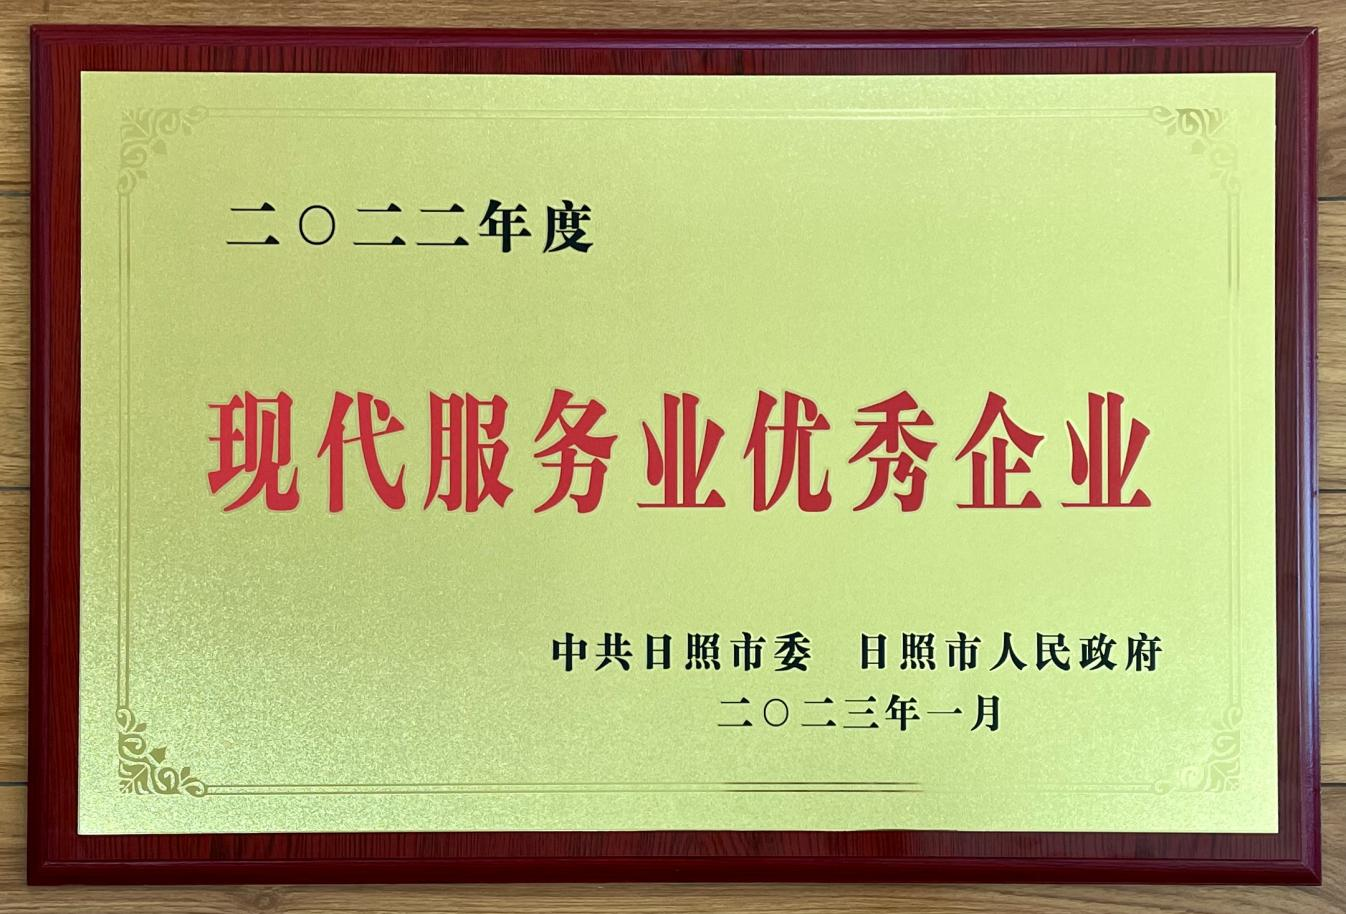 二〇二二年度
现代服务业优秀企业
中共日照市委 日照市人民政府
二〇二三年一月